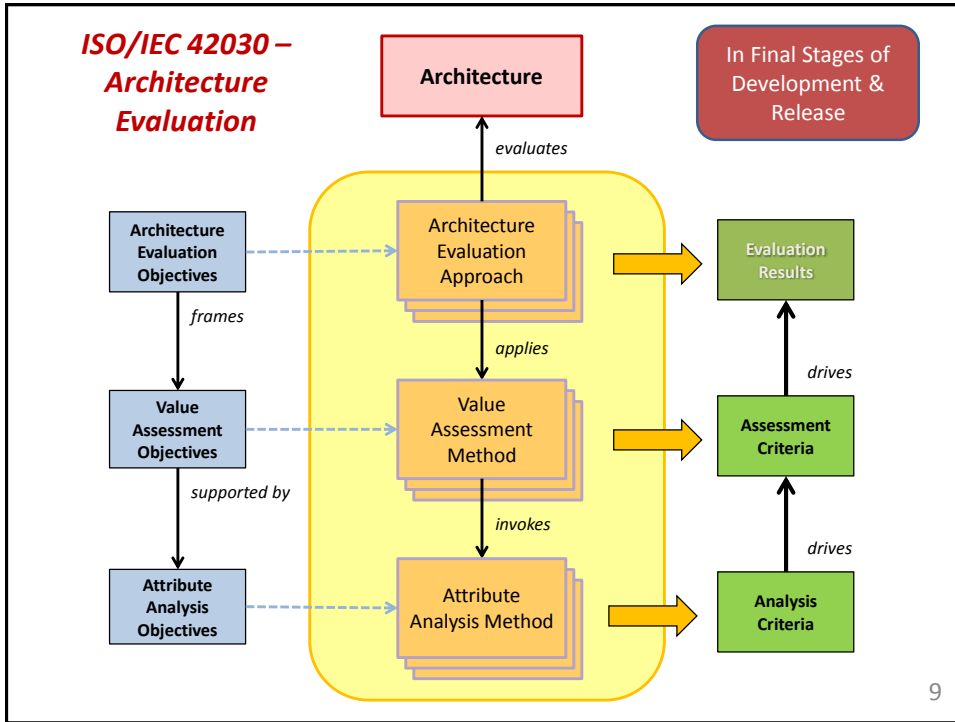 ISO/IEC 42030 –
Architecture
Evaluation
Architecture
In Final Stages of
Development &
Release
evaluates
Architecture
Evaluation
Objectives
Architecture
Evaluation
Approach
Evaluation
Results
frames
applies
drives
Value
Assessment
Objectives
Value
Assessment
Method
Assessment
Criteria
supported by
invokes
drives
Attribute
Analysis
Objectives
Attribute
Analysis Method
Analysis
Criteria
9